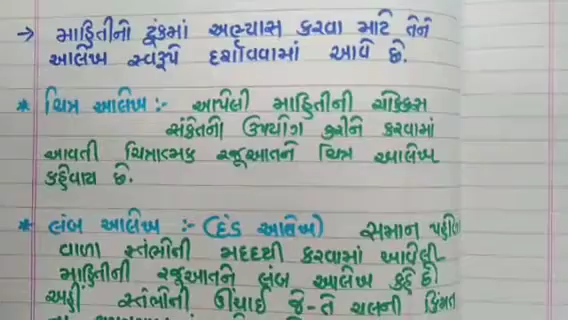 → માહિતીનો ટૂંકમાં અભ્યાસ કરવા માટે તેને
આલેખ સ્વરૂપે દર્શાવવામાં આવે છે.
* ચિત્ર આલેખ :- આપેલી માહિતીની ચોક્કસ
સંકેતનો ઉપયોગ કરીને કરવામાં
આવતી ચિત્રાત્મક રજૂઆતને ચિત્ર આલેખ
કહેવાય છે.
* લંબ આલેખ :- (દંડ આલેખ) સમાન
વાળા સ્તંભોની મદદથી કરવામાં આવેલી
માહિતીની રજૂઆતને લંબ આલેખ કહે છે
અહીં સ્તંભોની ઊંચાઈ જે-તે ચલની કિંમત